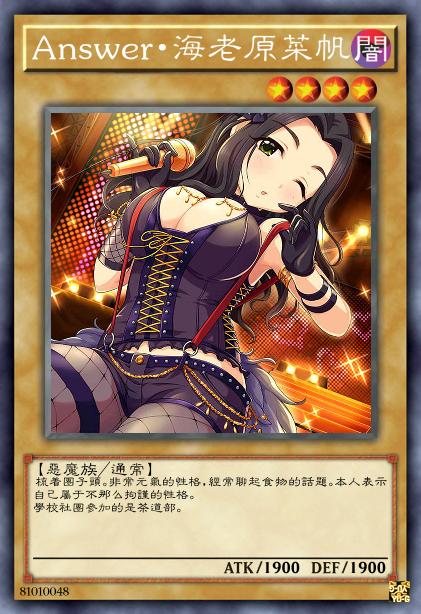 Answer·海老原菜帆
闇
【惡魔族／通常】
梳着團子頭。非常元氣的性格，經常聊起食物的話題。本人表示
自己屬于不那么拘謹的性格。
學校社團參加的是茶道部。
ATK/1900 DEF/1900
81010048